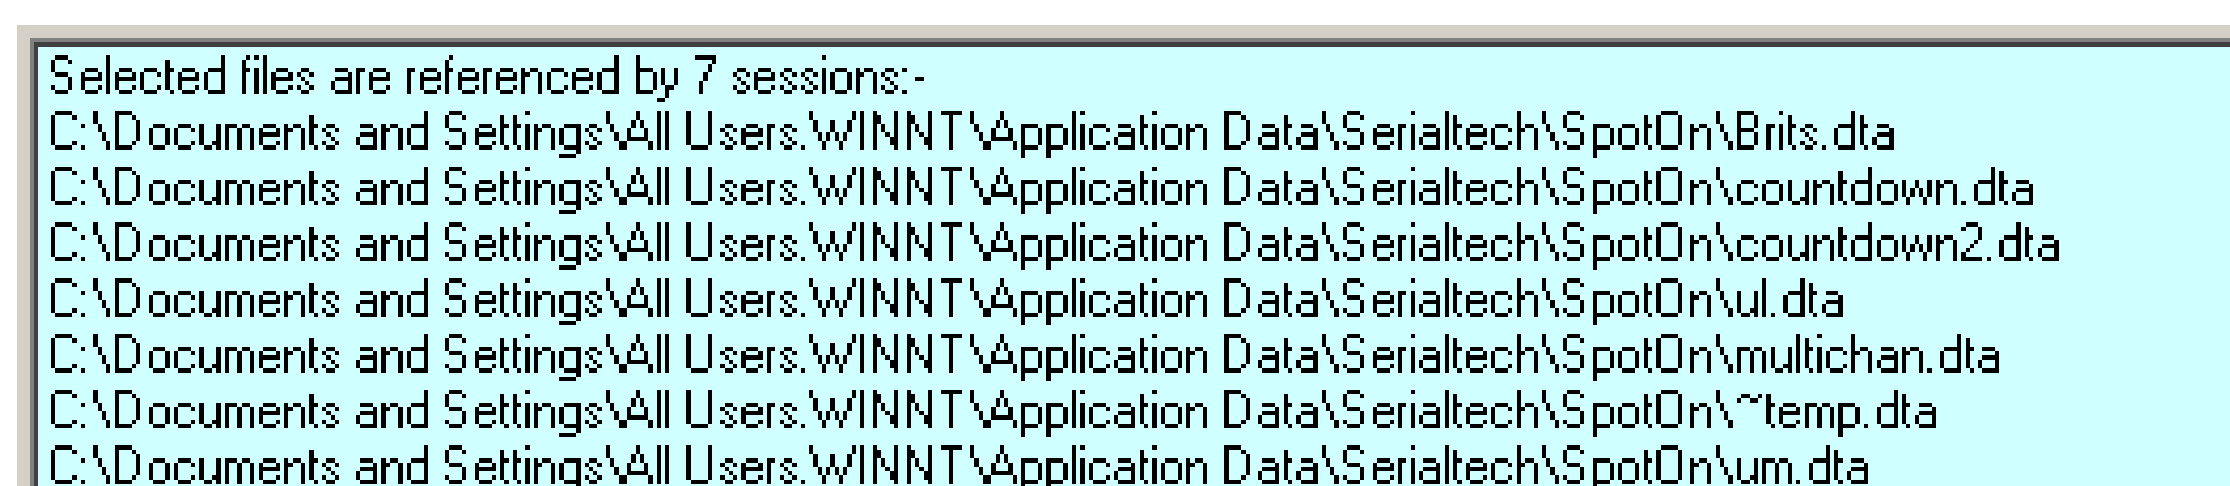 Selected files are referenced by 7 sessions:-
C:\Documents and Settings\All Users.WINNT\Application Data\Serialtech\SpotOn\Brits.dta
C:\Documents and Settings\All Users.WINNT\Application Data\Serialtech\SpotOn\countdown.dta
C:\Documents and Settings\All Users.WINNT\Application Data\Serialtech\SpotOn\countdown2.dta
C:\Documents and Settings\All Users.WINNT\Application Data\Serialtech\SpotOn\ul.dta
C:\Documents and Settings\All Users.WINNT\Application Data\Serialtech\SpotOn\multichan.dta
C:\Documents and Settings\All Users.WINNT\Application Data\Serialtech\SpotOn\~temp.dta
C:\Documents and Settings\All Users.WINNT\Application Data\Serialtech\SpotOn\um.dta